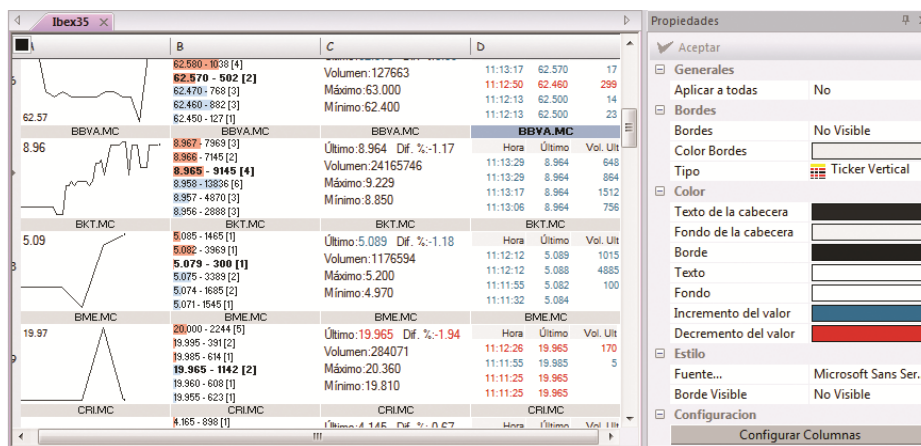 Ibex35
Propiedades
A B C D
62.57
62.580 - 1038 [4]
62.570 - 502 [2]
62.470 - 768 [3]
62.460 - 882 [3]
62.450 - 127 [1]
Volumen:127663
Máximo:63.000
Mínimo:62.400
11:13:17 62.570 17
11:12:50 62.460 299
11:12:13 62.500 14
11:12:13 62.500 23
BBVA.MC BBVA.MC BBVA.MC BBVA.MC
8.96
8.967 - 7969 [3]
8.966 - 7145 [2]
8.965 - 9145 [4]
8.958 - 13836 [6]
8.957 - 4870 [3]
8.956 - 2888 [3]
Último:8.964 Dif. %:-1.17
Volumen:24165746
Máximo:9.229
Mínimo:8.850
Hora Último Vol. Ult
11:13:29 8.964 648
11:13:29 8.964 864
11:13:17 8.964 1512
11:13:06 8.964 756
BKT.MC BKT.MC BKT.MC BKT.MC
5.09
5.085 - 1465 [1]
5.082 - 3969 [1]
5.079 - 300 [1]
5.075 - 3389 [2]
5.074 - 1685 [2]
5.071 - 1545 [1]
Último:5.089 Dif. %:-1.18
Volumen:1176594
Máximo:5.200
Mínimo:4.970
Hora Último Vol. Ult
11:12:12 5.089 1015
11:12:12 5.088 4885
11:11:55 5.082 100
11:11:32 5.084
BME.MC BME.MC BME.MC BME.MC
19.97
20.000 - 2244 [5]
19.995 - 391 [2]
19.985 - 614 [1]
19.965 - 1142 [2]
19.960 - 608 [1]
19.955 - 623 [1]
Último:19.965 Dif. %:-1.94
Volumen:284071
Máximo:20.360
Mínimo:19.810
Hora Último Vol. Ult
11:12:26 19.965 170
11:11:55 19.985 5
11:11:25 19.965
11:11:25 19.965
CRI.MC CRI.MC CRI.MC CRI.MC
4.165 - 898 [1]
Último:4.145 Dif. %:-0.67
Hora Último Vol. Ult
Aceptar
Generales
Aplicar a todas No
Bordes
Bordes No Visible
Color Bordes
Tipo Ticker Vertical
Color
Texto de la cabecera
Fondo de la cabecera
Borde
Texto
Fondo
Incremento del valor
Decremento del valor
Estilo
Fuente... Microsoft Sans Ser...
Borde Visible No Visible
Configuracion
Configurar Columnas